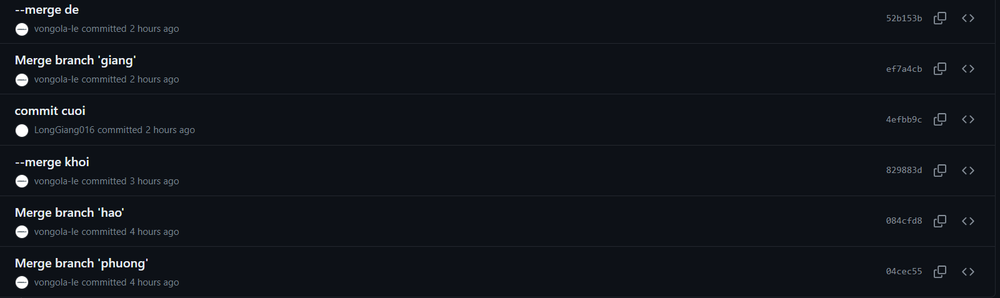 --merge de
vongola-le committed 2 hours ago
52b153b
Merge branch 'giang'
vongola-le committed 2 hours ago
ef7a4cb
commit cuoi
LongGiang016 committed 2 hours ago
4efbb9c
--merge khoi
vongola-le committed 3 hours ago
829883d
Merge branch 'hao'
vongola-le committed 4 hours ago
084cfd8
Merge branch 'phuong'
vongola-le committed 4 hours ago
04cec55